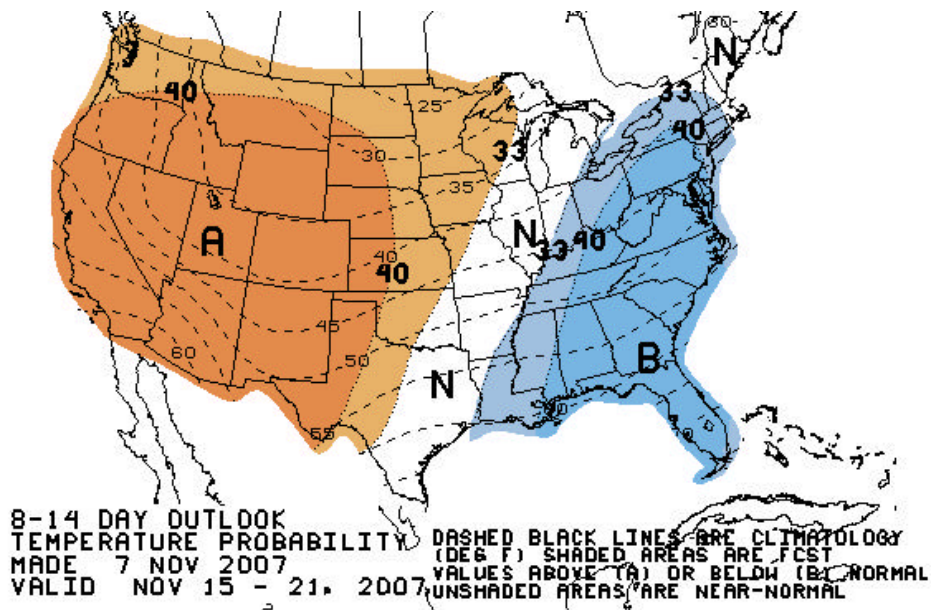 60
N
33
40
40
25
33
30
35
A
N
33
40
40
40
45
60
50
B
N
55
8-14 DAY OUTLOOK
TEMPERATURE PROBABILITY
MADE 7 NOV 2007
VALID NOV 15 - 21, 2007
DASHED BLACK LINES ARE CLIMATOLOGY
(DEG F) SHADED AREAS ARE FCST
VALUES ABOVE (A) OR BELOW (B) NORMAL
UNSHADED AREAS ARE NEAR-NORMAL